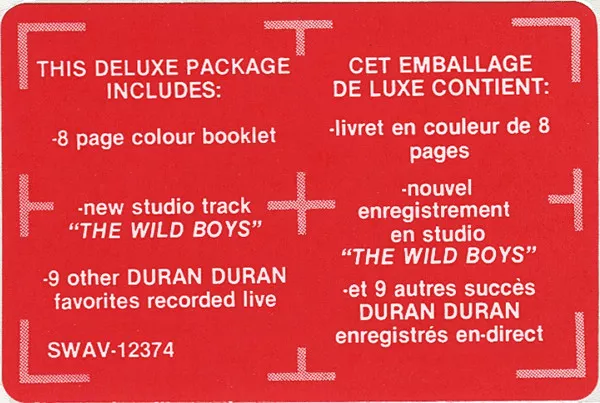 THIS DELUXE PACKAGE
INCLUDES:
-8 page colour booklet
-new studio track
"THE WILD BOYS"
-9 other DURAN DURAN
favorites recorded live
SWAV-12374
CET EMBALLAGE
DE LUXE CONTIENT:
-livret en couleur de 8
pages
-nouvel
enregistrement
en studio
"THE WILD BOYS"
-et 9 autres succès
DURAN DURAN
enregistrés en-direct